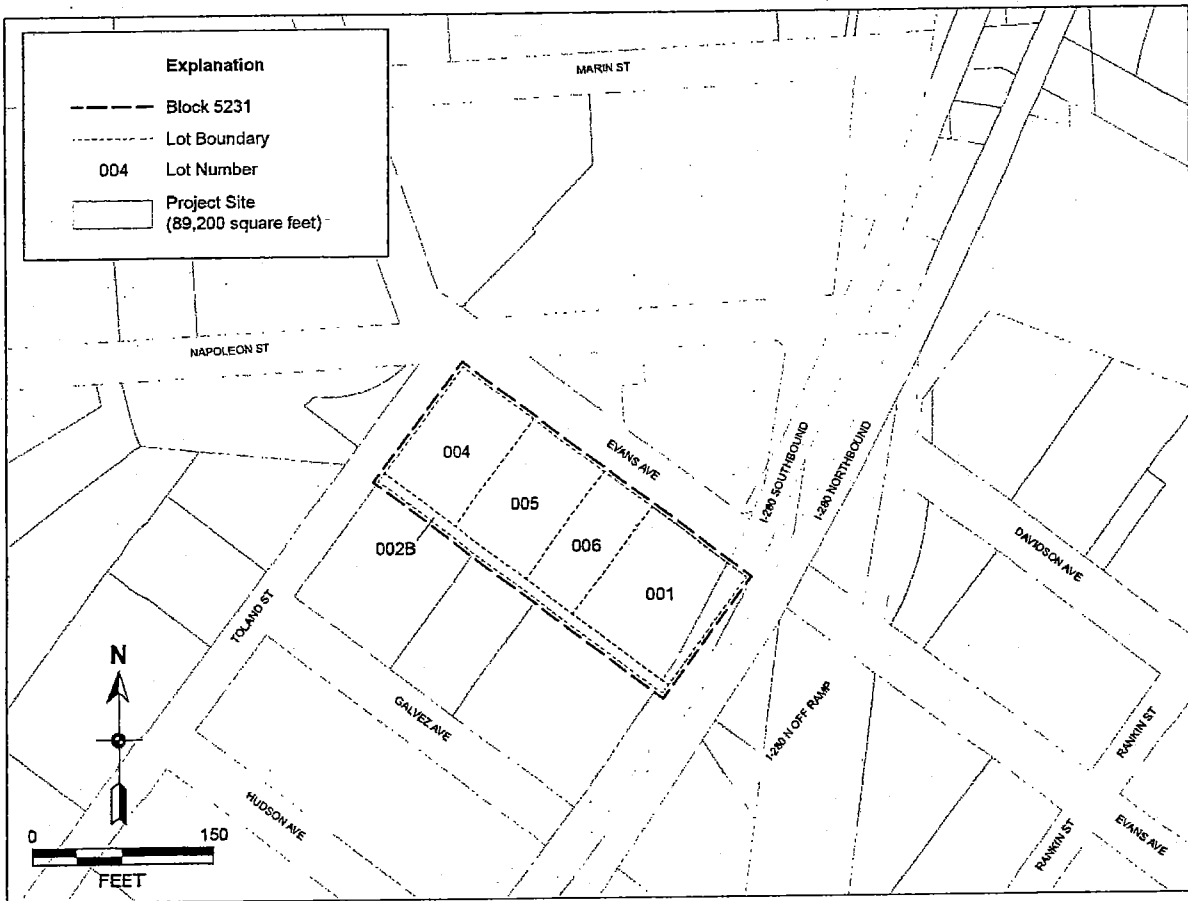 Explanation
Block 5231
Lot Boundary
004 Lot Number
Project Site
(89,200 square feet)
MARIN ST
NAPOLEON ST
EVANS AVE
I-280 SOUTHBOUND
I-280 NORTHBOUND
004
005
006
001
002B
DAVIDSON AVE
TOLAND ST
GALVEZ AVE
HUDSON AVE
I-280 N OFF RAMP
RANKIN ST
RANKIN ST
EVANS AVE
N
0 150
FEET